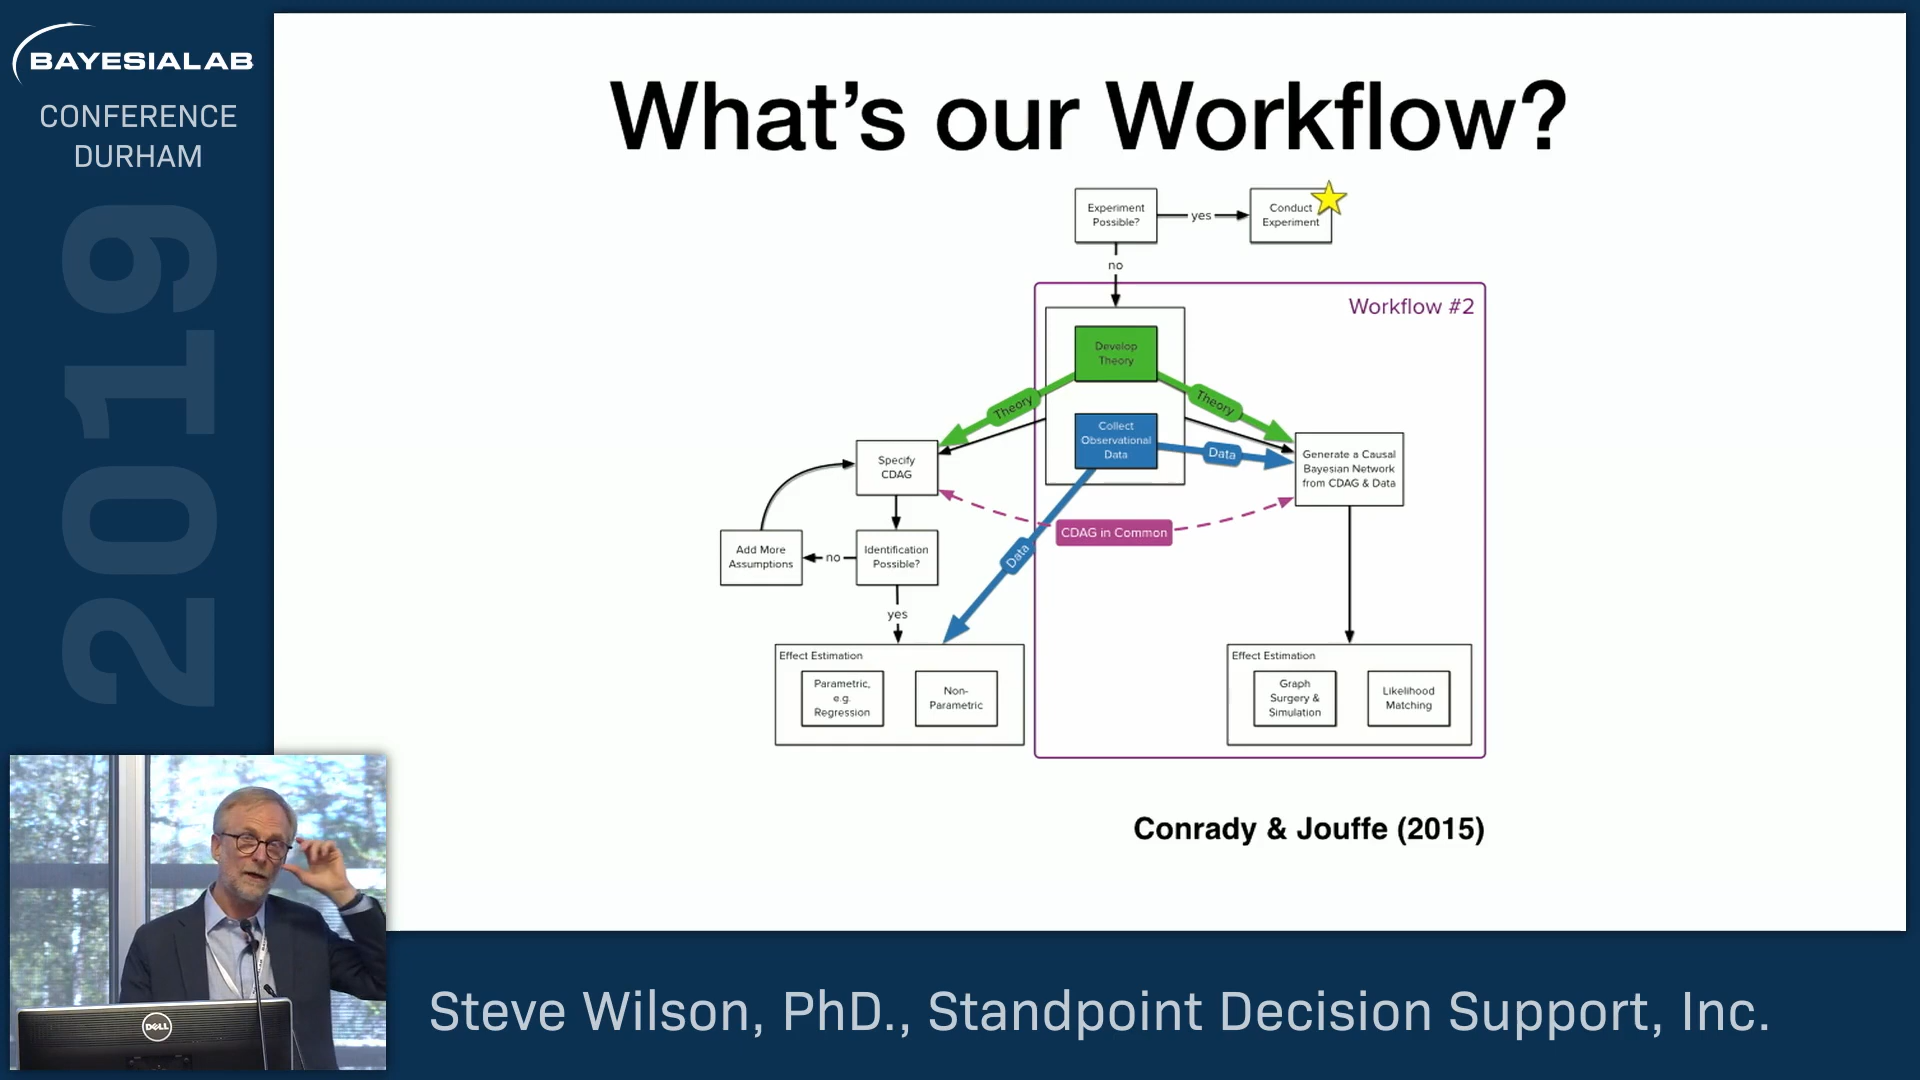 BAYESIALAB
CONFERENCE
DURHAM
2019
What's our Workflow?
Experiment
Possible?
yes
Conduct
Experiment
no
Workflow #2
Develop
Theory
Theory
Theory
Collect
Observational
Data
Data
Specify
CDAG
Generate a Causal
Bayesian Network
from CDAG & Data
CDAG in Common
Add More
Assumptions
no
Identification
Possible?
Data
yes
Effect Estimation
Parametric,
e.g.
Regression
Non-
Parametric
Effect Estimation
Graph
Surgery &
Simulation
Likelihood
Matching
Conrady & Jouffe (2015)
DELL
Steve Wilson, PhD., Standpoint Decision Support, Inc.